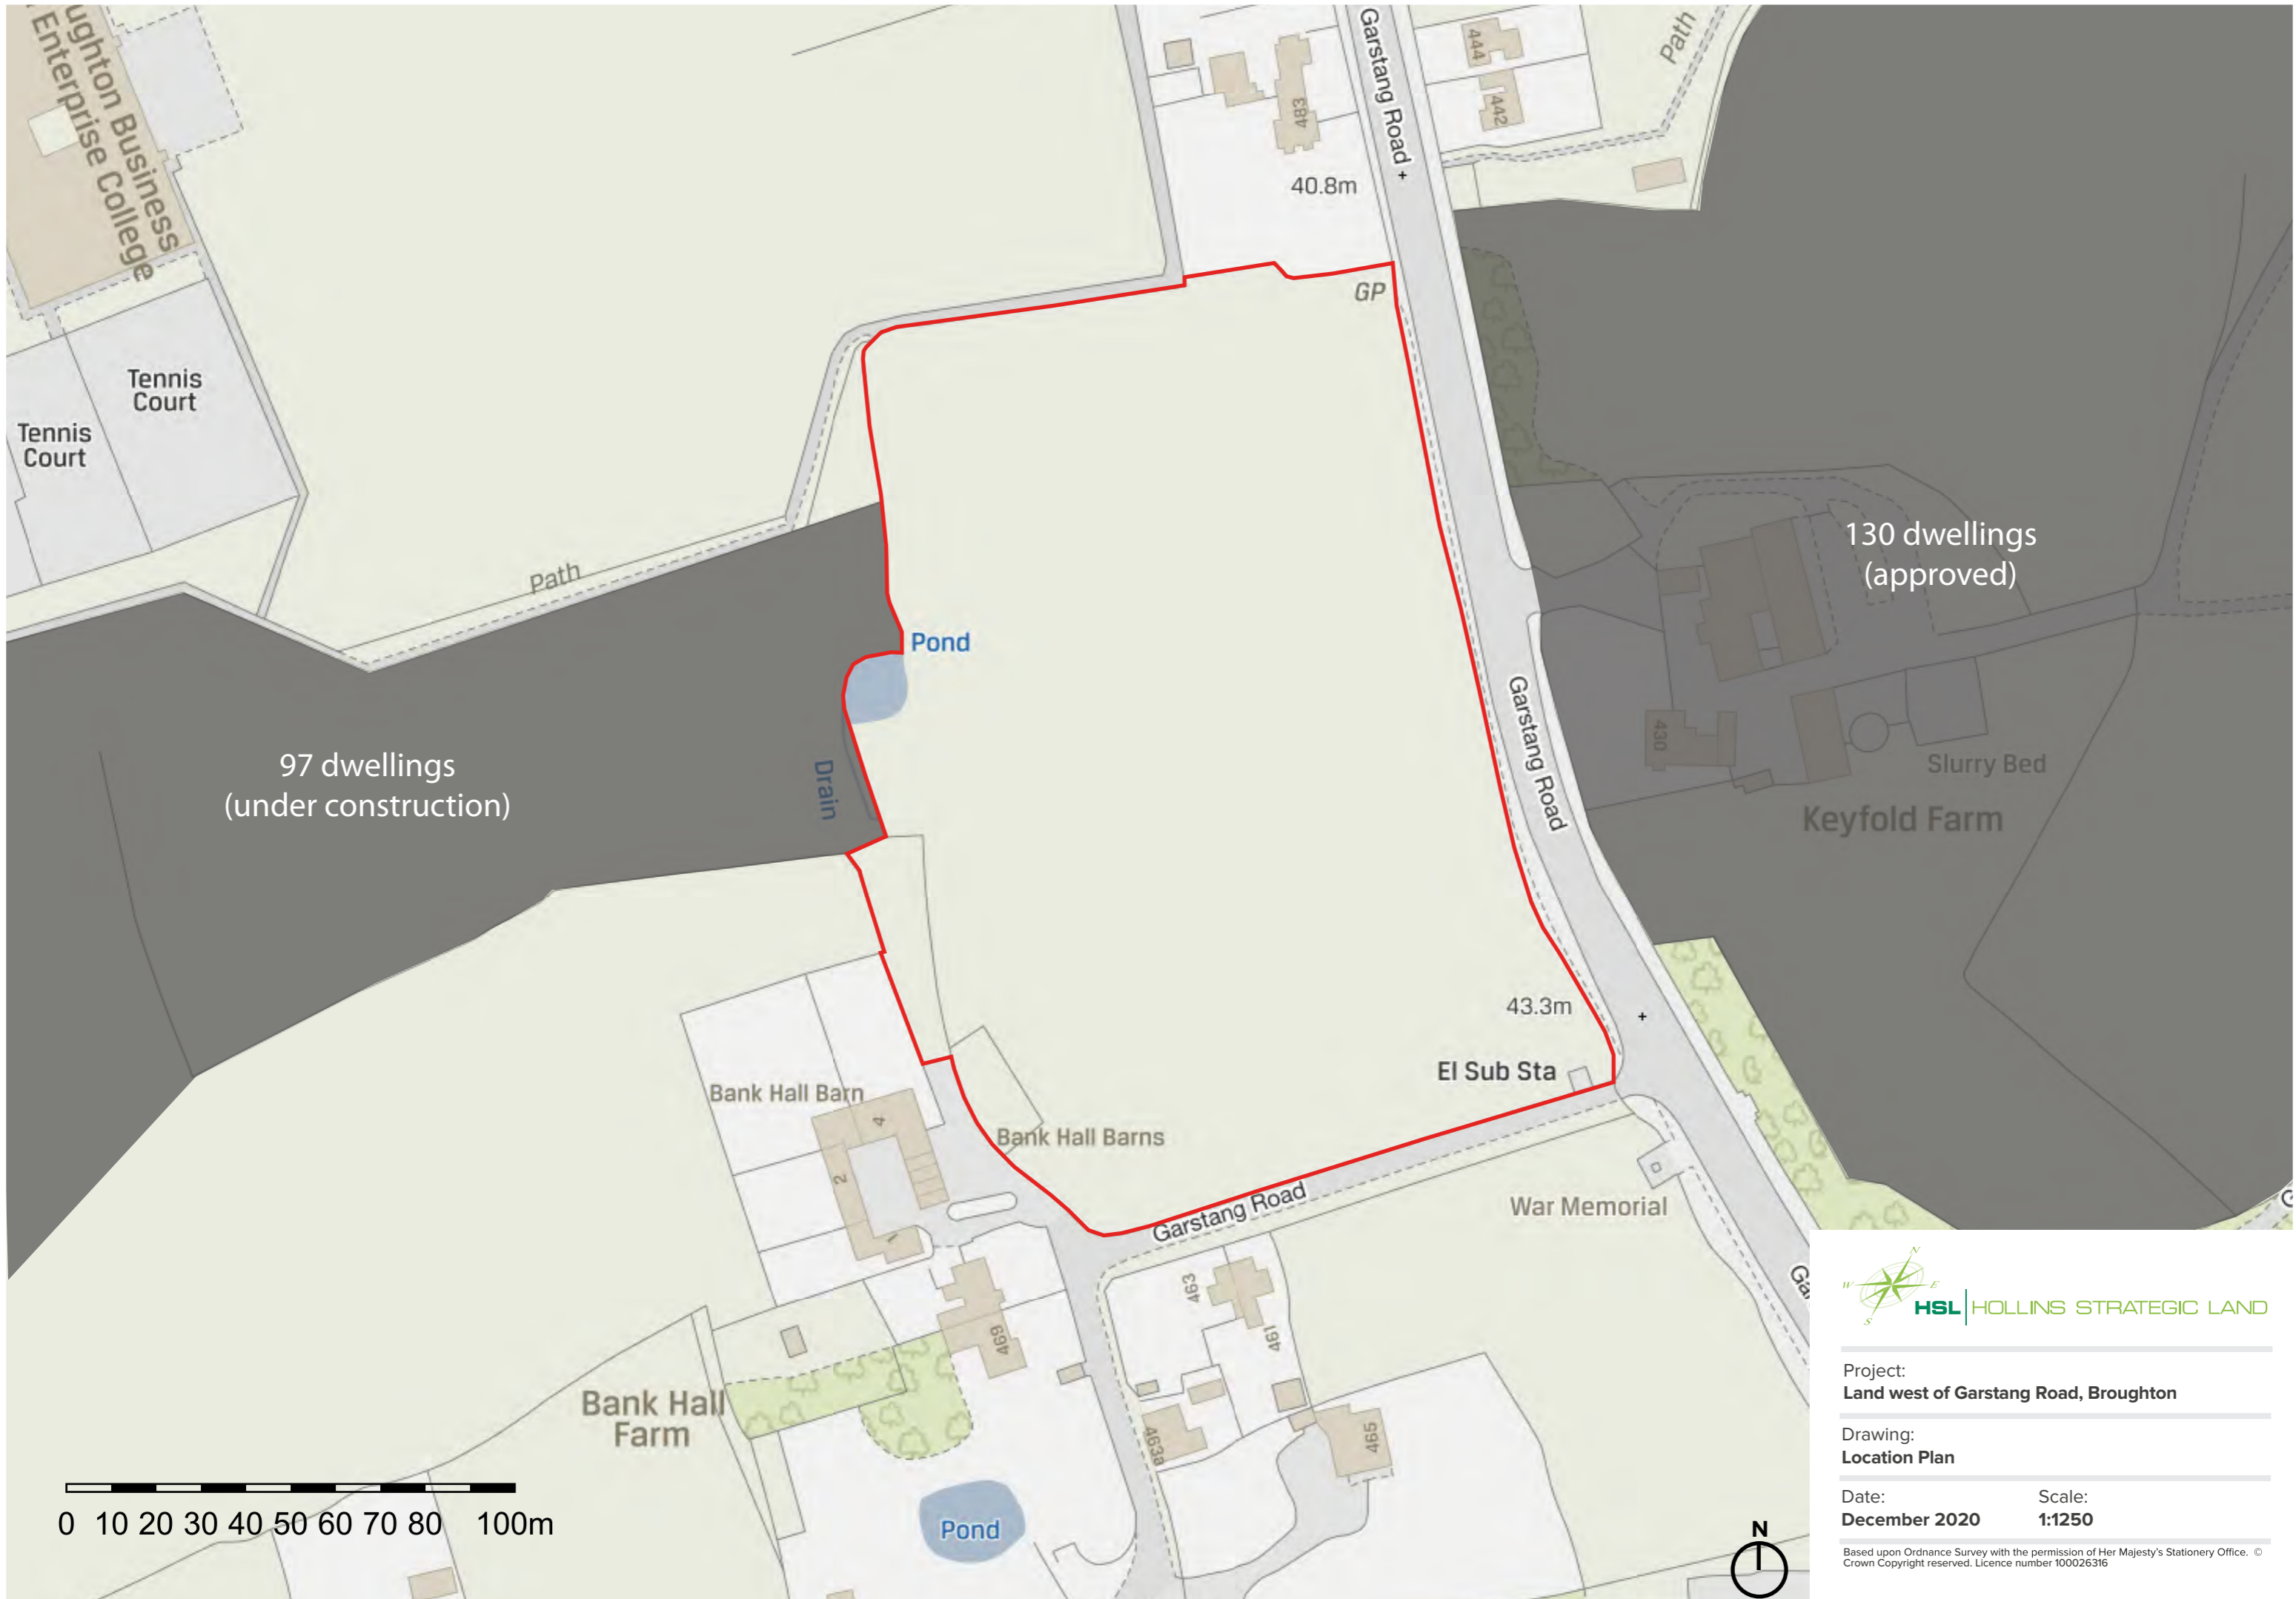 ughton Business
Enterprise College
Garstang Road
444
442
Path
483
40.8m
GP
Tennis
Court
Tennis
Court
Path
130 dwellings
(approved)
Pond
97 dwellings
(under construction)
Drain
Garstang Road
430
Slurry Bed
Keyfold Farm
43.3m
El Sub Sta
Bank Hall Barn
4
2
1
Bank Hall Barns
Garstang Road
War Memorial
463
461
469
463a
465
Bank Hall
Farm
Pond
Ga
G
0 10 20 30 40 50 60 70 80 100m
N
N
W
E
S
HSL HOLLINS STRATEGIC LAND
Project:
Land west of Garstang Road, Broughton
Drawing:
Location Plan
Date:
December 2020
Scale:
1:1250
Based upon Ordnance Survey with the permission of Her Majesty's Stationery Office. ©
Crown Copyright reserved. Licence number 100026316